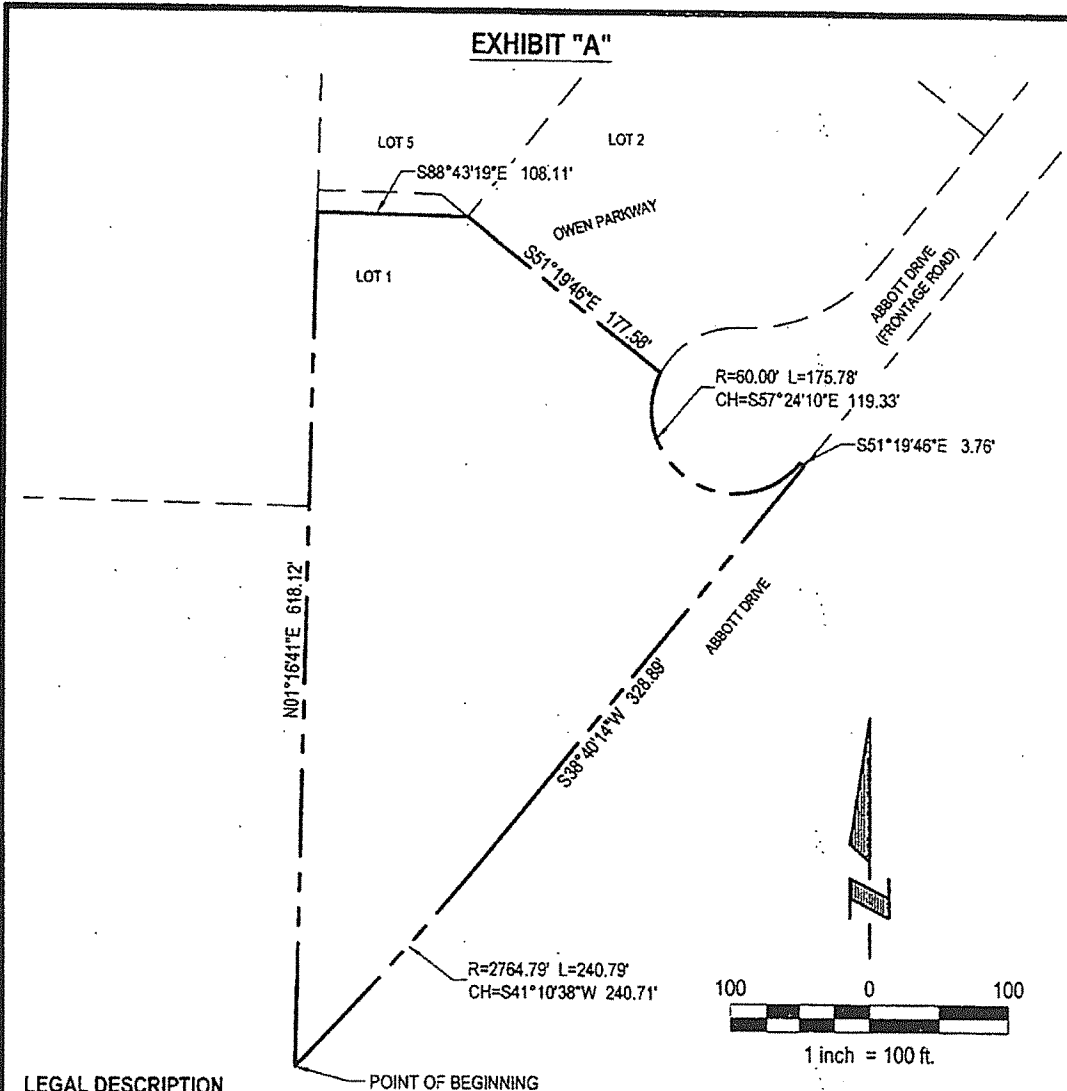 EXHIBIT "A"
LOT 5
LOT 2
S88°43'19"E 108.11'
OWEN PARKWAY
S51°19'46"E 177.58'
LOT 1
ABBOTT DRIVE
(FRONTAGE ROAD)
R=60.00' L=175.78'
CH=S57°24'10"E 119.33'
S51°19'46"E 3.76'
N01°16'41"E 618.12'
ABBOTT DRIVE
S38°40'14"W 328.89'
R=2764.79' L=240.79'
CH=S41°10'38"W 240.71'
100 0 100
1 inch = 100 ft.
LEGAL DESCRIPTION
POINT OF BEGINNING